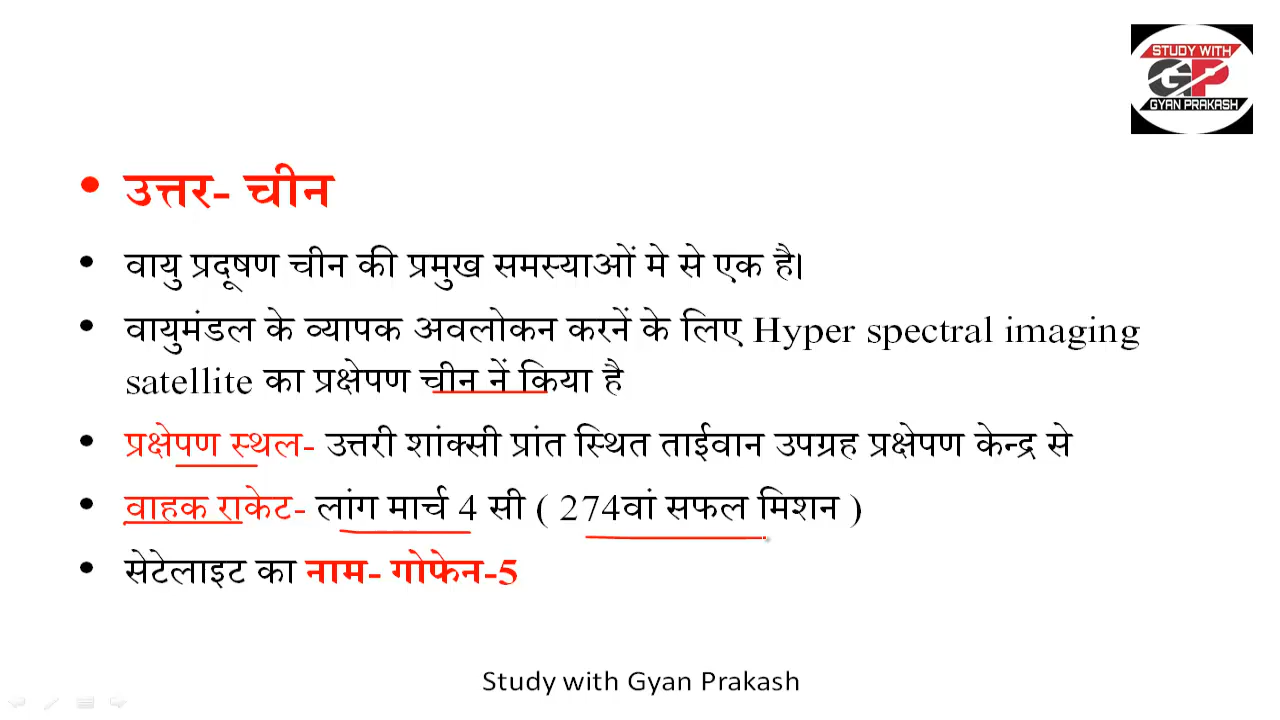 STUDY WITH
GP
GYAN PRAKASH
• उत्तर- चीन
• वायु प्रदूषण चीन की प्रमुख समस्याओं मे से एक है।
• वायुमंडल के व्यापक अवलोकन करनें के लिए Hyper spectral imaging
satellite का प्रक्षेपण चीन नें किया है
• प्रक्षेपण स्थल- उत्तरी शांक्सी प्रांत स्थित ताईवान उपग्रह प्रक्षेपण केन्द्र से
• वाहक राकेट- लांग मार्च 4 सी ( 274वां सफल मिशन )
• सेटेलाइट का नाम- गोफेन-5
Study with Gyan Prakash